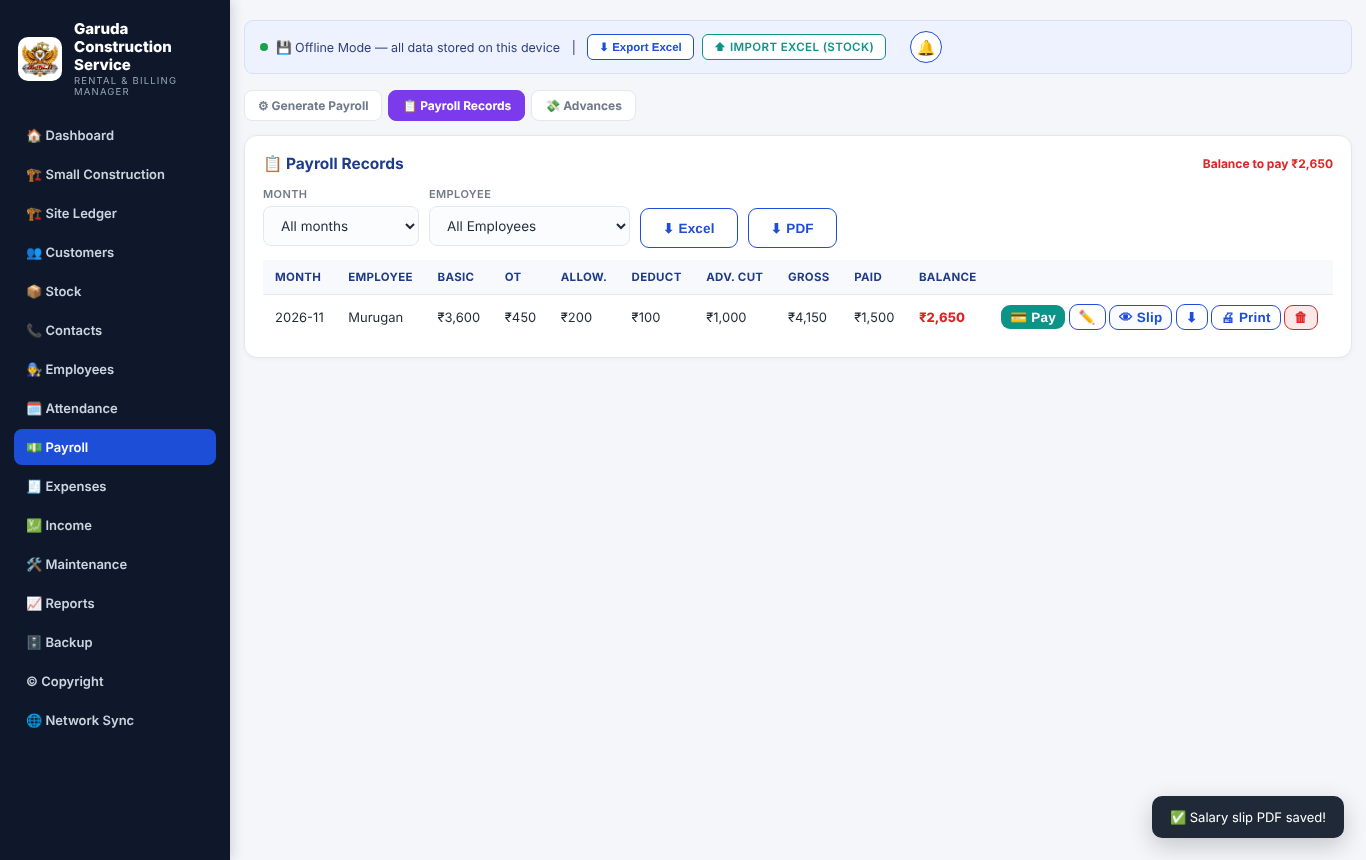 Garuda
Construction
Service
RENTAL & BILLING
MANAGER
🏠 Dashboard
🏗️ Small Construction
🏗️ Site Ledger
👥 Customers
📦 Stock
📞 Contacts
👷 Employees
🗓️ Attendance
💵 Payroll
🧾 Expenses
💹 Income
🛠️ Maintenance
📈 Reports
🗄️ Backup
© Copyright
🌐 Network Sync
💾 Offline Mode — all data stored on this device | ⬇ Export Excel ⬆ IMPORT EXCEL (STOCK) 🔔
⚙ Generate Payroll 📋 Payroll Records 💸 Advances
📋 Payroll Records Balance to pay ₹2,650
MONTH EMPLOYEE
All months All Employees ⬇ Excel ⬇ PDF
MONTH EMPLOYEE BASIC OT ALLOW. DEDUCT ADV. CUT GROSS PAID BALANCE
2026-11 Murugan ₹3,600 ₹450 ₹200 ₹100 ₹1,000 ₹4,150 ₹1,500 ₹2,650 💳 Pay ✏️ 👁 Slip ⬇ 🖨 Print 🗑
✅ Salary slip PDF saved!